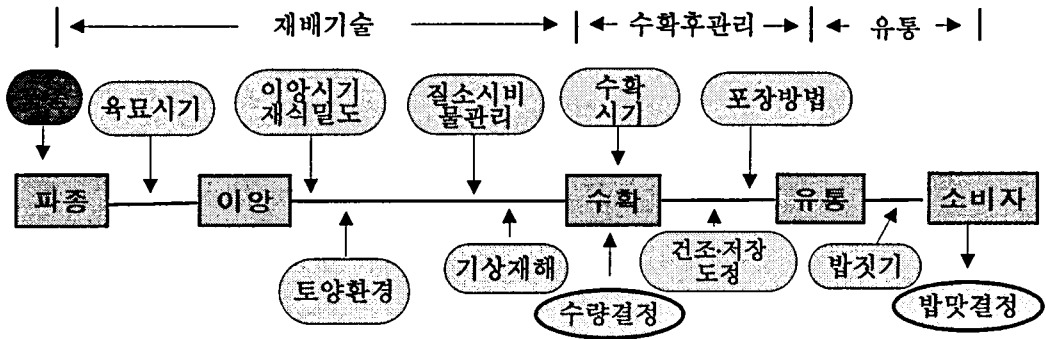 재배기술 수확후관리 유통
육묘시기
이앙시기
재식밀도
질소시비
물관리
수확
시기
포장방법
파종 이앙 수확 유통 소비자
토양환경
기상재해
수량결정
건조·저장
도정
밥짓기
밥맛결정